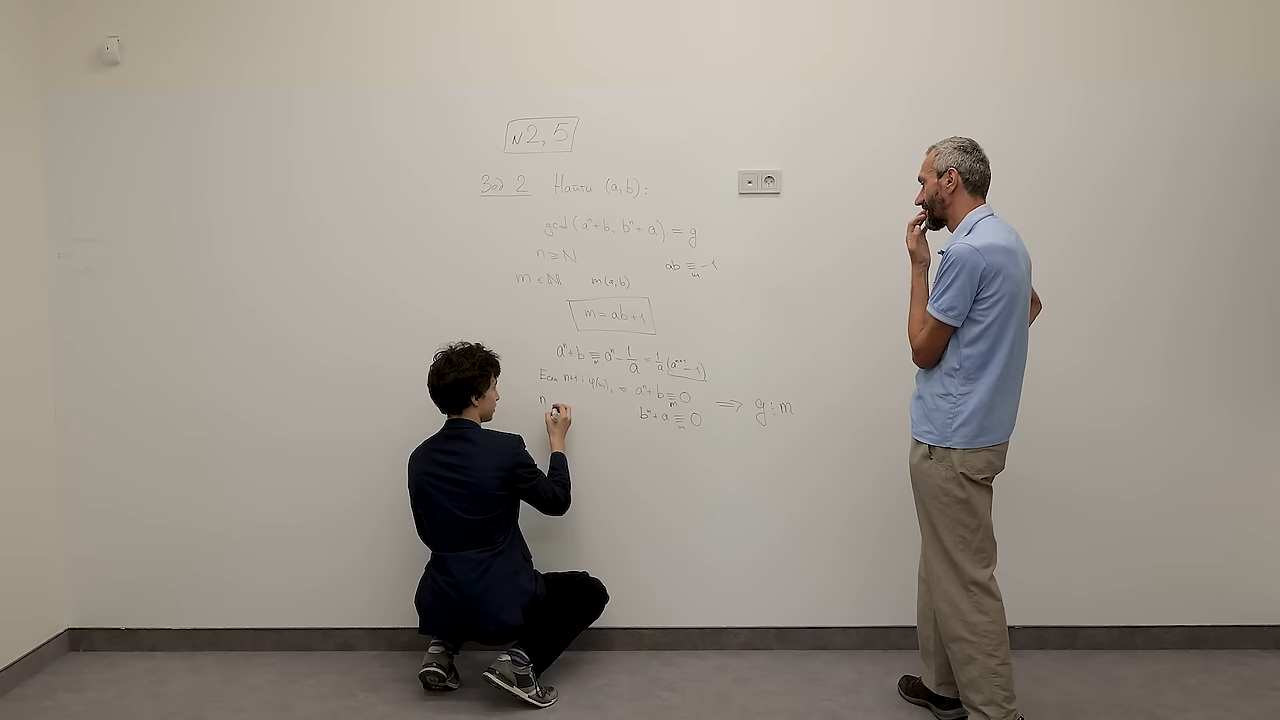 N2, 5
Зад. 2 Найти (a,b):
gcd(aⁿ+b, bⁿ+a) = g
n ≥ N
ab ≡ₘ -1
m ∈ ℕ m(a,b)
m = ab+1
aⁿ+b ≡ₘ aⁿ - 1/a = 1/a (aⁿ⁺¹ - 1)
Если n+1 ⋮ φ(m), ⇒ aⁿ+b ≡ₘ 0
n bⁿ+a ≡ₘ 0 ⟹ g ⋮ m